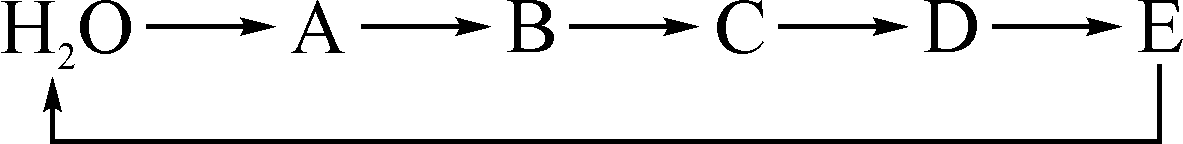 H₂O → A → B → C → D → E